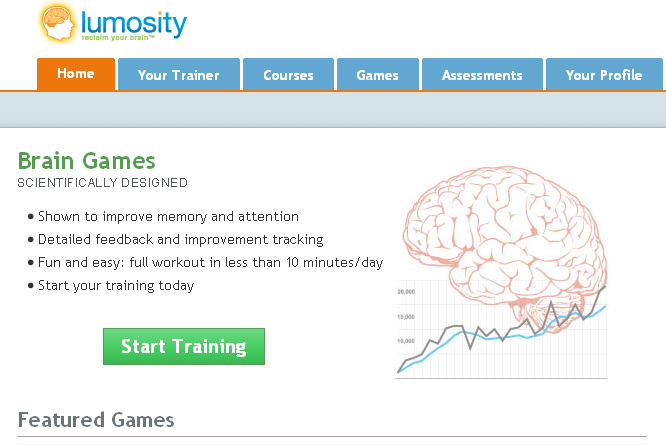 lumosity
reclaim your brain™
Home Your Trainer Courses Games Assessments Your Profile
Brain Games
SCIENTIFICALLY DESIGNED
• Shown to improve memory and attention
• Detailed feedback and improvement tracking
• Fun and easy: full workout in less than 10 minutes/day
• Start your training today
20,000
15,000
10,000
Start Training
Featured Games